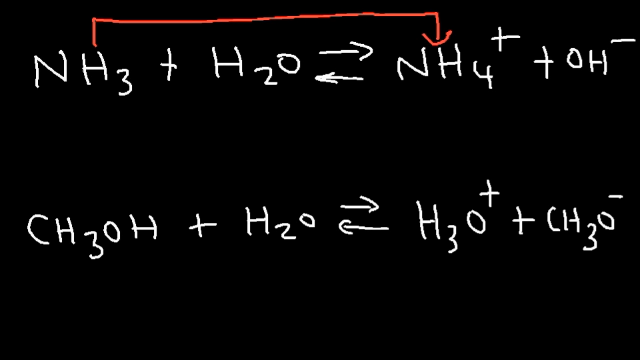 NH₃ + H₂O ⇌ NH₄⁺ + OH⁻
CH₃OH + H₂O ⇌ H₃O⁺ + CH₃O⁻